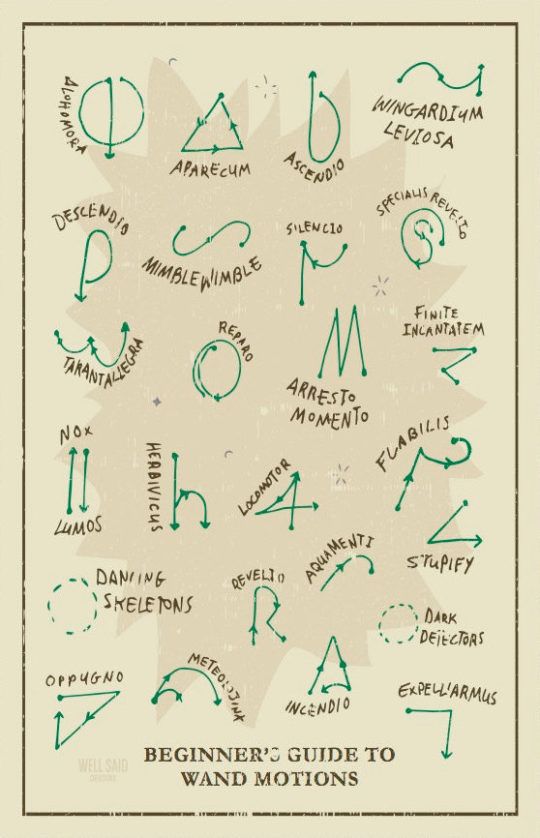 ALOHOMORA
APARECUM
ASCENDIO
WINGARDIUM
LEVIOSA
DESCENDIO
MIMBLEWIMBLE
SILENCIO
SPECIALIS REVELIO
TARANTALLEGRA
REPARO
ARRESTO
MOMENTO
FINITE
INCANTATEM
NOX
LUMOS
HERBIVICUS
LOCOMOTOR
FLABILIS
STUPIFY
DANCING
SKELETONS
REVELIO
AQUAMENTI
DARK
DETECTORS
OPPUGNO
METEOLOJINX
INCENDIO
EXPELLIARMUS
WELL SAID
BEGINNER'S GUIDE TO
WAND MOTIONS